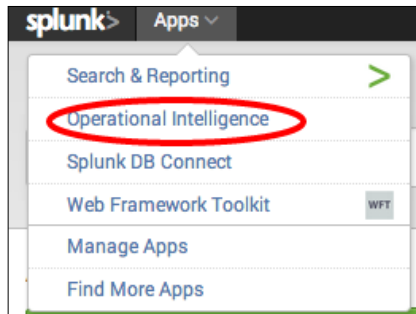 splunk> Apps
Search & Reporting >
Operational Intelligence
Splunk DB Connect
Web Framework Toolkit WFT
Manage Apps
Find More Apps